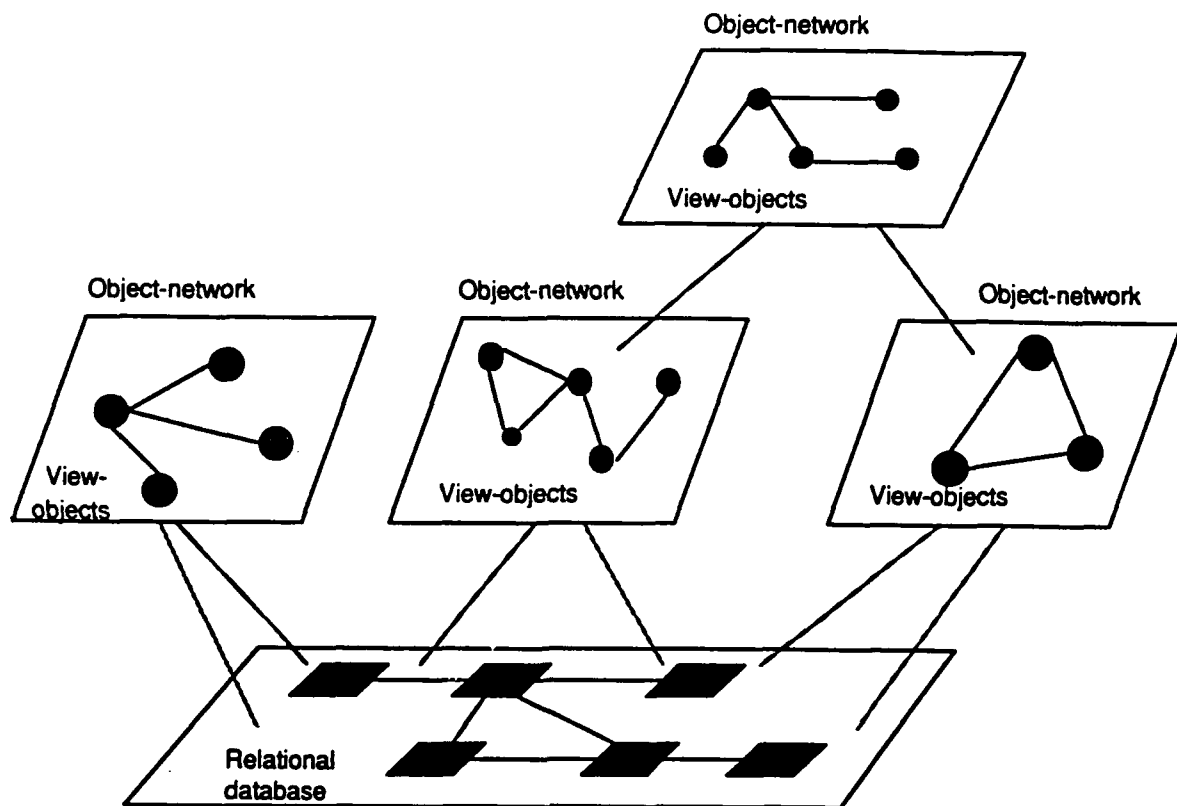 Object-network
View-objects
Object-network
Object-network
Object-network
View-
objects
View-objects
View-objects
Relational
database